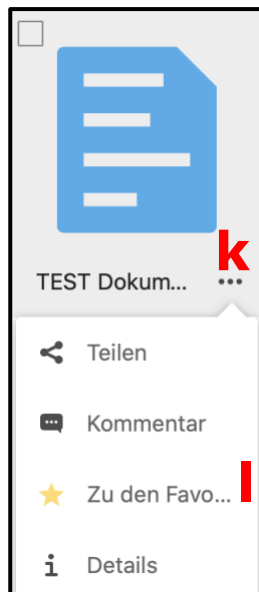 k
TEST Dokum... •••
Teilen
Kommentar
Zu den Favo... l
Details